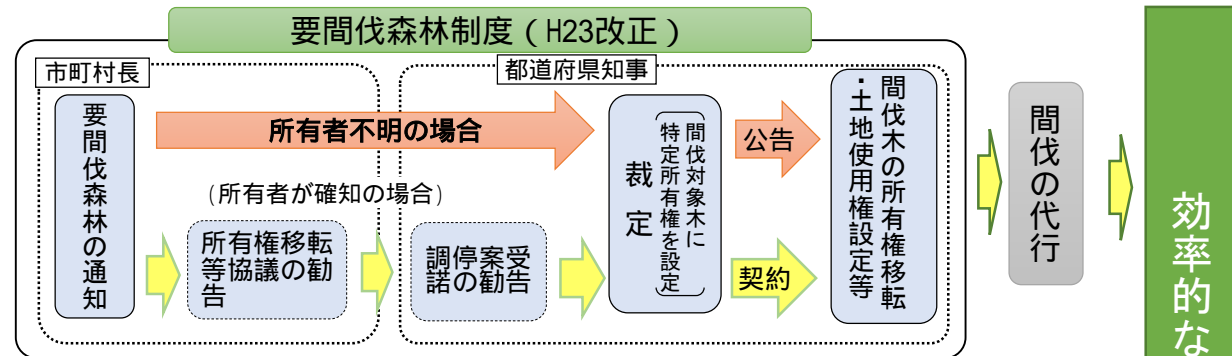 要間伐森林制度（H23改正）
市町村長
都道府県知事
要間伐森林の通知
所有者不明の場合
（所有者が確知の場合）
所有権移転
等協議の勧
告
調停案受
諾の勧告
裁定
間伐対象木に
特定所有権を設定
公告
契約
間伐木の所有権移転
・土地使用権設定等
間伐の代行
効率的な